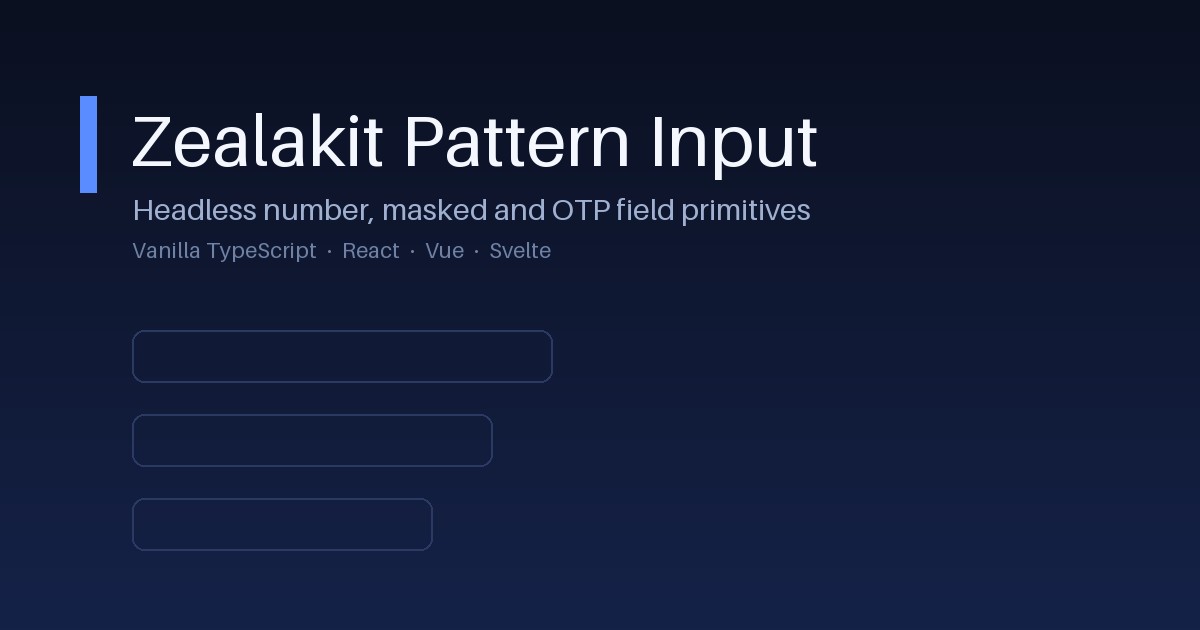 Zealakit Pattern Input
Headless number, masked and OTP field primitives
Vanilla TypeScript · React · Vue · Svelte